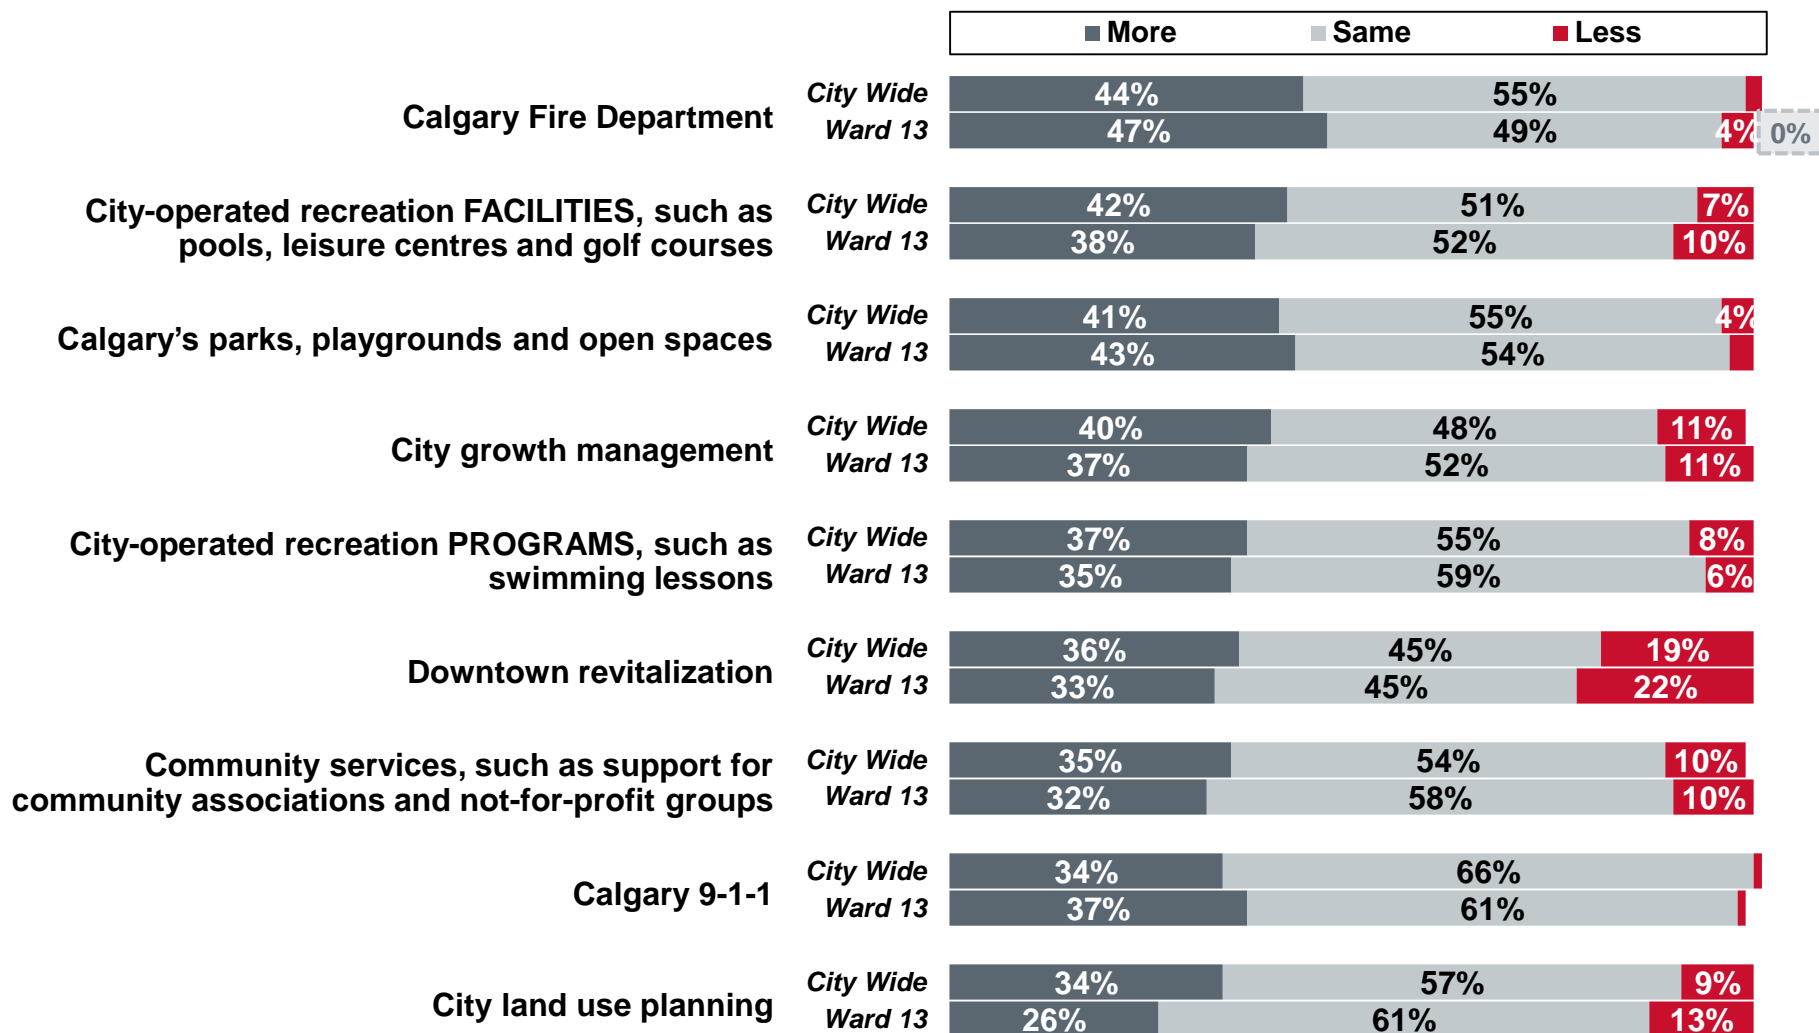 More Same Less
City Wide 44% 55%
Calgary Fire Department
Ward 13 47% 49% 4% 0%
City Wide 42% 51% 7%
City-operated recreation FACILITIES, such as
pools, leisure centres and golf courses
Ward 13 38% 52% 10%
City Wide 41% 55% 4%
Calgary’s parks, playgrounds and open spaces
Ward 13 43% 54%
City Wide 40% 48% 11%
City growth management
Ward 13 37% 52% 11%
City Wide 37% 55% 8%
City-operated recreation PROGRAMS, such as
swimming lessons
Ward 13 35% 59% 6%
City Wide 36% 45% 19%
Downtown revitalization
Ward 13 33% 45% 22%
City Wide 35% 54% 10%
Community services, such as support for
community associations and not-for-profit groups
Ward 13 32% 58% 10%
City Wide 34% 66%
Calgary 9-1-1
Ward 13 37% 61%
City Wide 34% 57% 9%
City land use planning
Ward 13 26% 61% 13%